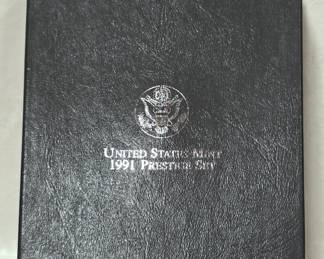 UNITED STATES MINT
1991 PRESTIGE SET